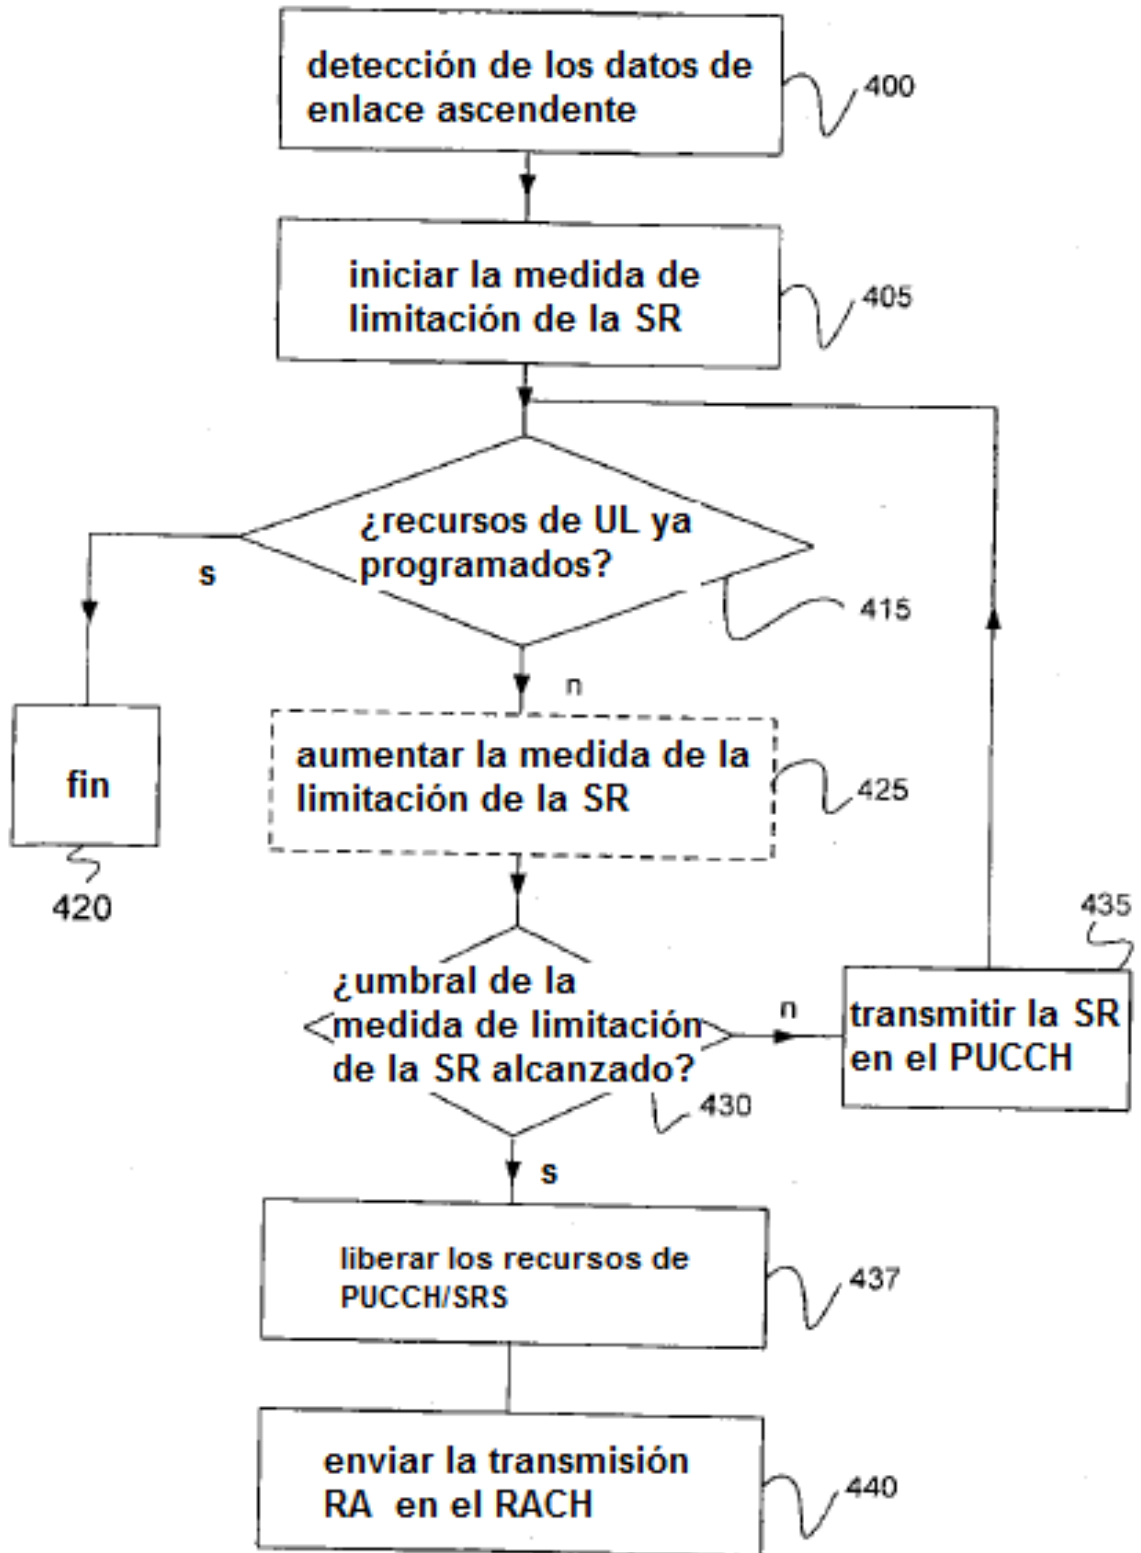 detección de los datos de
enlace ascendente
400
iniciar la medida de
limitación de la SR
405
¿recursos de UL ya
programados?
s
415
n
aumentar la medida de la
limitación de la SR
425
fin
420
435
¿umbral de la
medida de limitación
de la SR alcanzado?
n
transmitir la SR
en el PUCCH
430
s
liberar los recursos de
PUCCH/SRS
437
enviar la transmisión
RA en el RACH
440